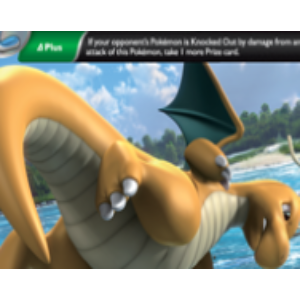 Δ Plus
If your opponent's Pokémon is Knocked Out by damage from an
attack of this Pokémon, take 1 more Prize card.